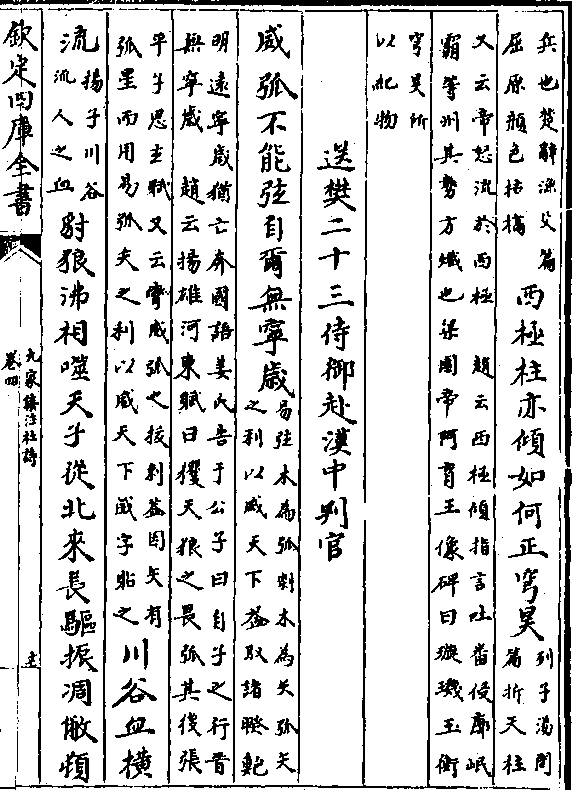 兵也楚辭漁父篇
屈原顔色枯槁
西極柱亦傾如何正穹昊
列子湯問
篇折天柱
又云帝怒流於西極 趙云西極傾指言吐蕃侵廓岷
霸等州其勢方熾也梁簡帝阿育王像碑曰璇璣玉衡
穹昊所
以紀物
送樊二十三侍御赴漢中判官
威弧不能弦自爾無寧歲
易弦木為弧剡木為矢弧矢
之利以威天下蓋取諸睽鮑
明遠寧歲猶亡奔國語姜氏告于公子曰自子之行晉
無寧歲 趙云揚雄河東賦曰彏天狼之畏弧其後張
平子思玄賦又云彎威弧之拔剌蓋因矢有
弧星而用易弧矢之利以威天下威字貼之
川谷血橫
流
揚子川谷
流人之血
豺狼沸相噬天子從北來長驅振凋敝頓
欽定四庫全書
九家集注杜詩
卷四